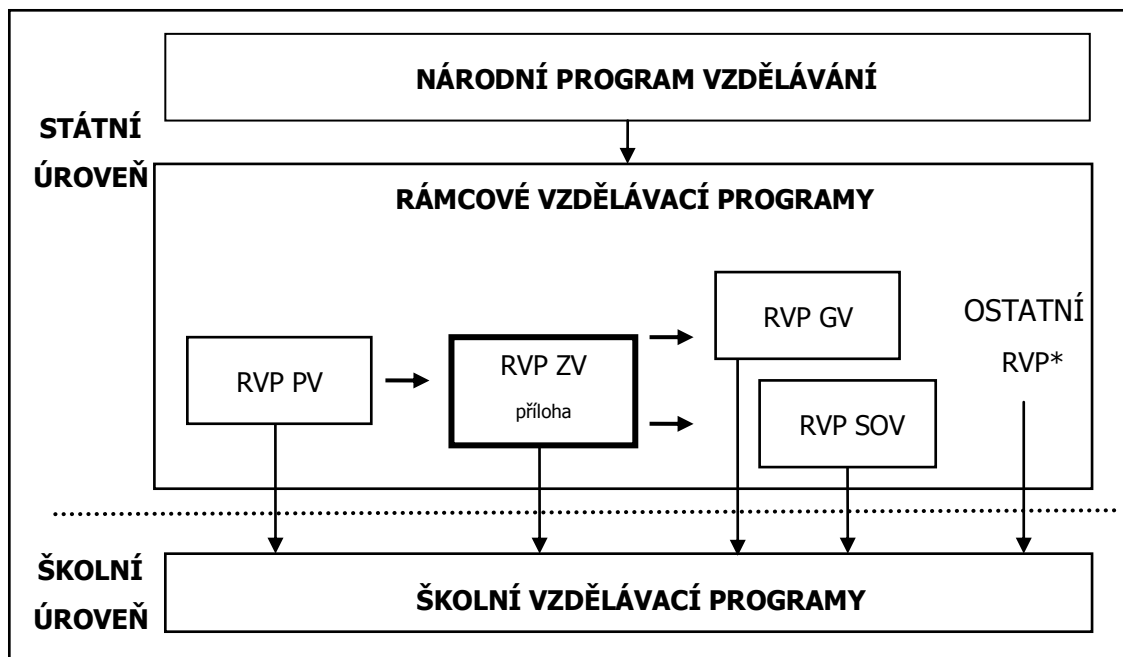 NÁRODNÍ PROGRAM VZDĚLÁVÁNÍ
STÁTNÍ
ÚROVEŇ
RÁMCOVÉ VZDĚLÁVACÍ PROGRAMY
RVP PV
RVP ZV
příloha
RVP GV
RVP SOV
OSTATNÍ
RVP*
ŠKOLNÍ
ÚROVEŇ
ŠKOLNÍ VZDĚLÁVACÍ PROGRAMY